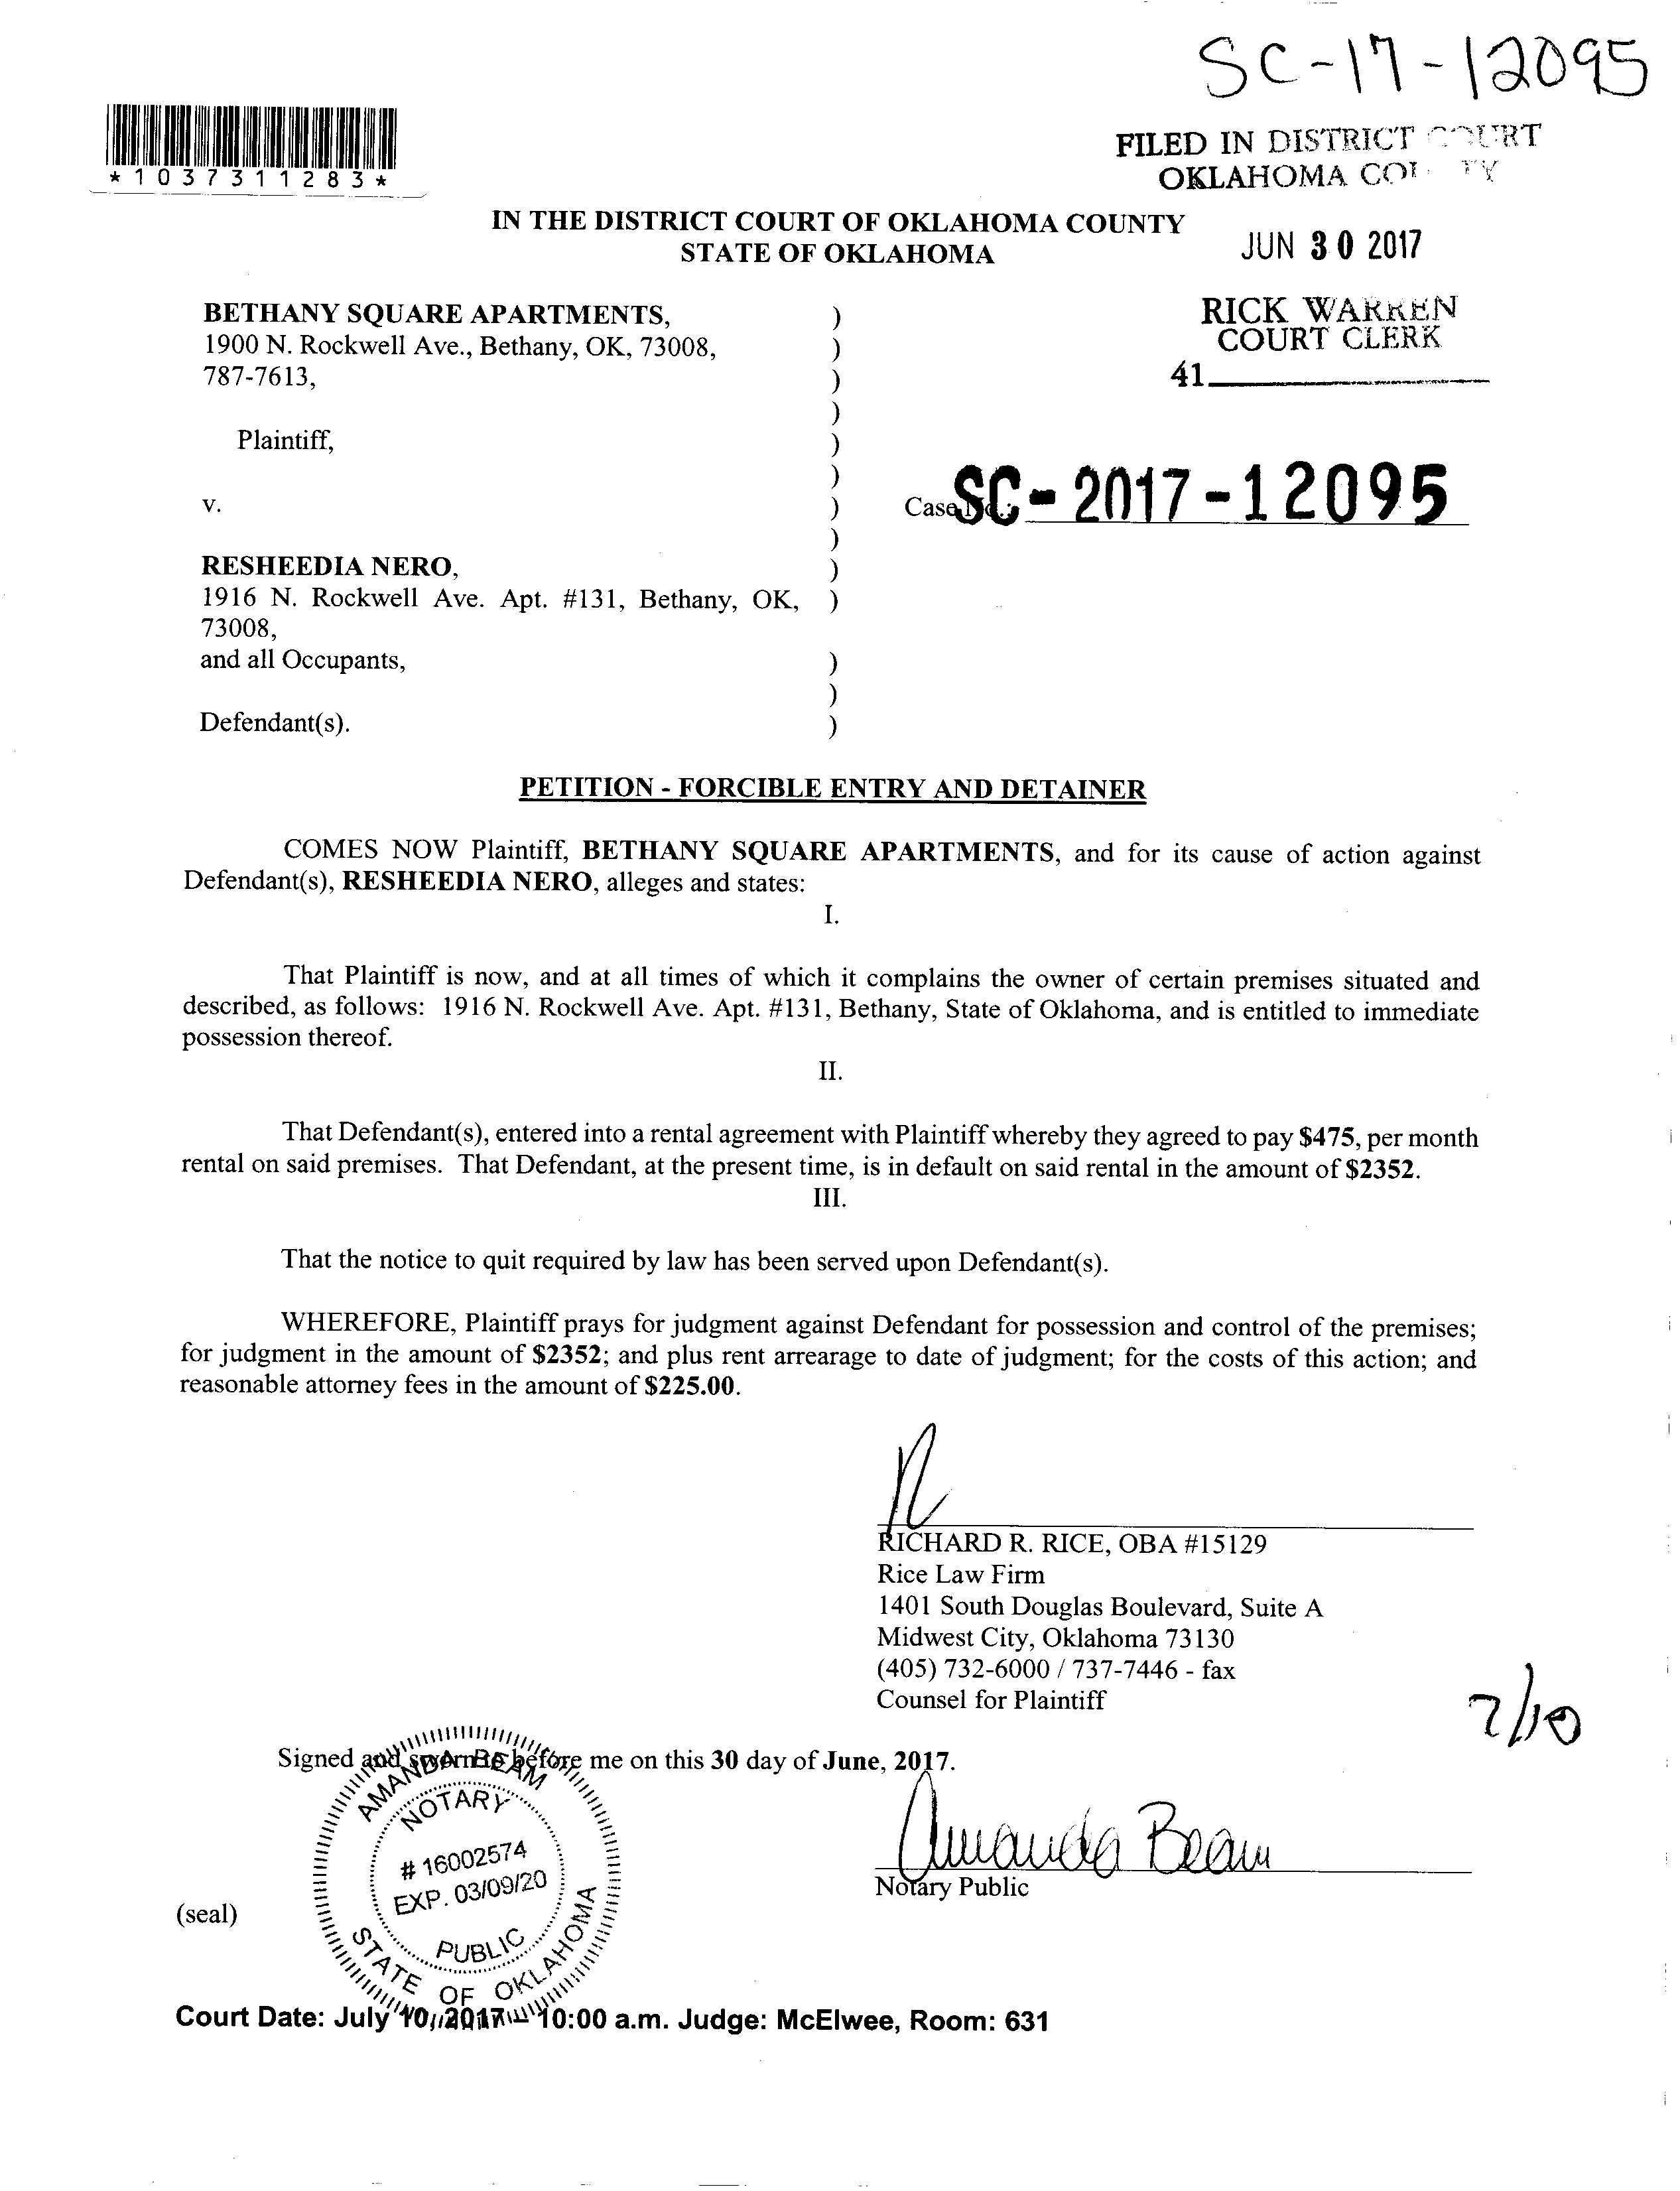 SC-17-12095
*1037311283*
FILED IN DISTRICT COURT
OKLAHOMA
IN THE DISTRICT COURT OF OKLAHOMA COUNTY
STATE OF OKLAHOMA
JUN 30 2017
BETHANY SQUARE APARTMENTS, )
1900 N. Rockwell Ave., Bethany, OK, 73008, )
787-7613, )
)
RICK WARREN
COURT CLERK
41
Plaintiff, )
)
v. )
)
Case No.: SC-2017-12095
RESHEEDIA NERO, )
1916 N. Rockwell Ave. Apt. #131, Bethany, OK, )
73008,
and all Occupants, )
)
Defendant(s). )
PETITION - FORCIBLE ENTRY AND DETAINER
COMES NOW Plaintiff, BETHANY SQUARE APARTMENTS, and for its cause of action against
Defendant(s), RESHEEDIA NERO, alleges and states:
I.
That Plaintiff is now, and at all times of which it complains the owner of certain premises situated and
described, as follows: 1916 N. Rockwell Ave. Apt. #131, Bethany, State of Oklahoma, and is entitled to immediate
possession thereof.
II.
That Defendant(s), entered into a rental agreement with Plaintiff whereby they agreed to pay $475, per month
rental on said premises. That Defendant, at the present time, is in default on said rental in the amount of $2352.
III.
That the notice to quit required by law has been served upon Defendant(s).
WHEREFORE, Plaintiff prays for judgment against Defendant for possession and control of the premises;
for judgment in the amount of $2352; and plus rent arrearage to date of judgment; for the costs of this action; and
reasonable attorney fees in the amount of $225.00.
RICHARD R. RICE, OBA #15129
Rice Law Firm
1401 South Douglas Boulevard, Suite A
Midwest City, Oklahoma 73130
(405) 732-6000 / 737-7446 - fax
Counsel for Plaintiff
7/10
Signed and sworn to before me on this 30 day of June, 2017.
AMANDA BEAM
NOTARY
# 16002574
EXP. 03/09/20
PUBLIC
STATE OF OKLAHOMA
Amanda Beam
Notary Public
(seal)
Court Date: July 10, 2017 10:00 a.m. Judge: McElwee, Room: 631